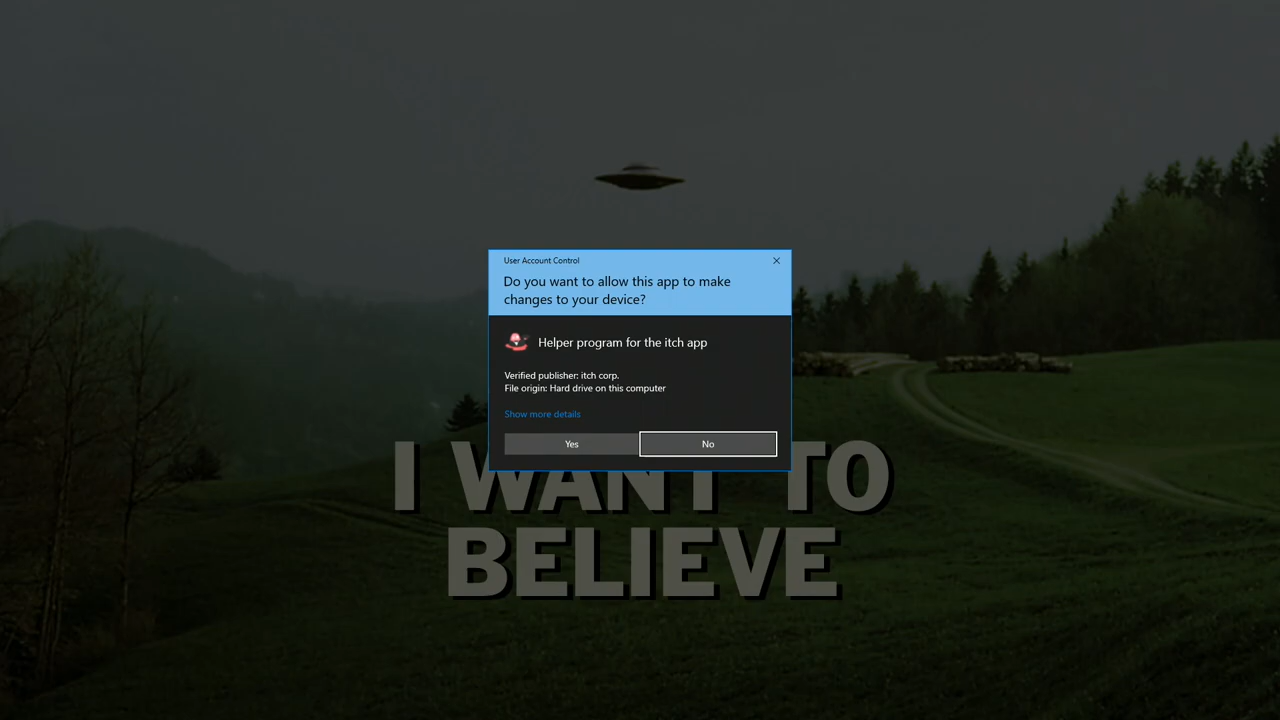 User Account Control
Do you want to allow this app to make
changes to your device?
Helper program for the itch app
Verified publisher: itch corp.
File origin: Hard drive on this computer
Show more details
Yes
No
I WANT TO
BELIEVE